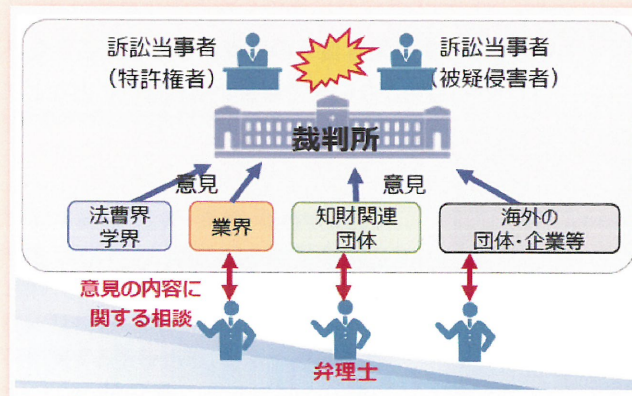 訴訟当事者
（特許権者）
訴訟当事者
（被疑侵害者）
裁判所
意見
意見
法曹界
学界
業界
知財関連
団体
海外の
団体・企業等
意見の内容に
関する相談
弁理士